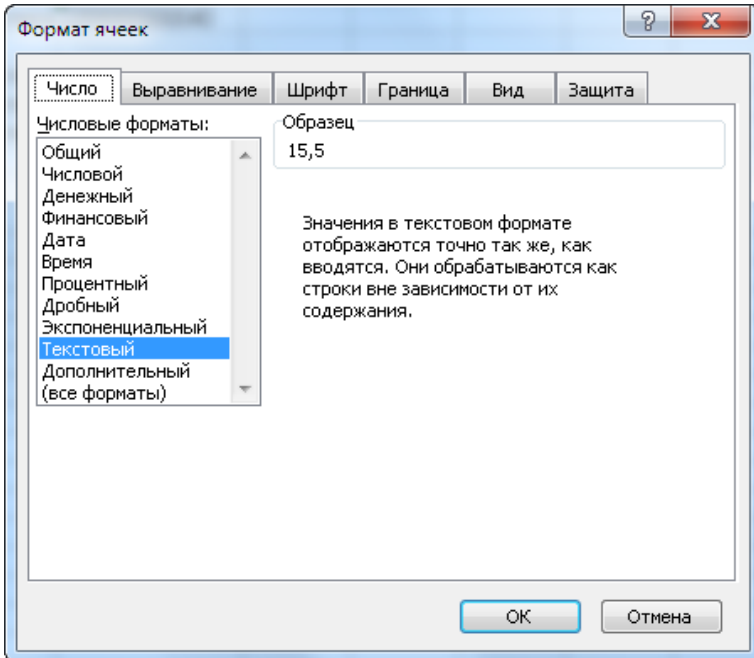 Формат ячеек
Число Выравнивание Шрифт Граница Вид Защита
Числовые форматы:
Общий
Числовой
Денежный
Финансовый
Дата
Время
Процентный
Дробный
Экспоненциальный
Текстовый
Дополнительный
(все форматы)
Образец
15,5
Значения в текстовом формате
отображаются точно так же, как
вводятся. Они обрабатываются как
строки вне зависимости от их
содержания.
ОК Отмена